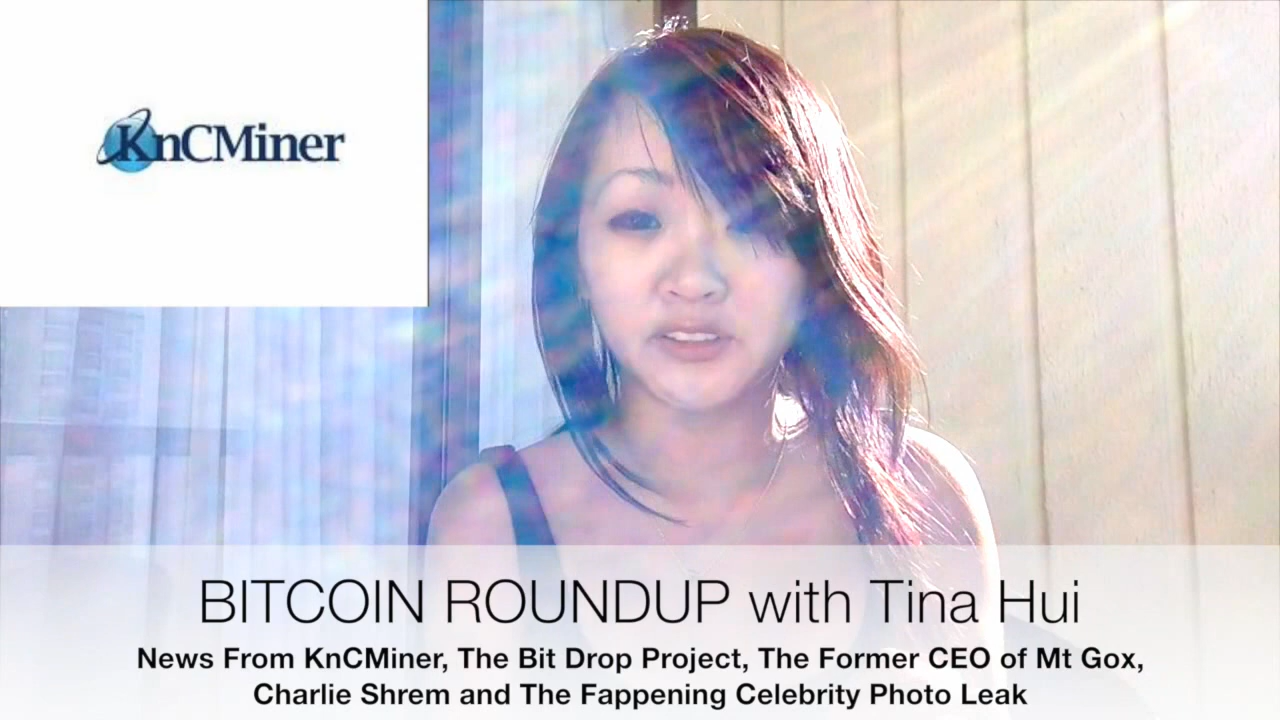 KnCMiner
BITCOIN ROUNDUP with Tina Hui
News From KnCMiner, The Bit Drop Project, The Former CEO of Mt Gox,
Charlie Shrem and The Fappening Celebrity Photo Leak